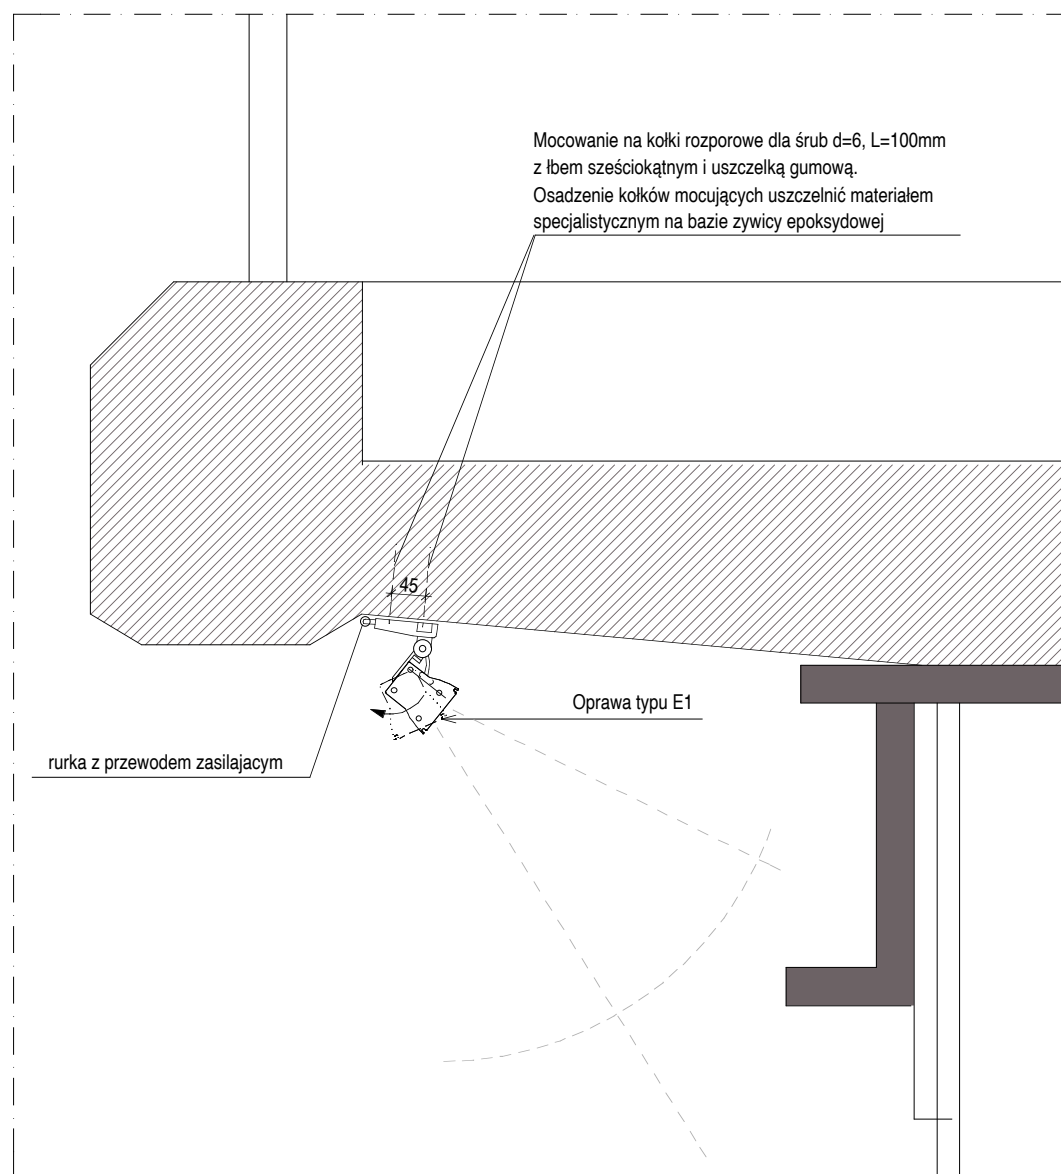 Mocowanie na kołki rozporowe dla śrub d=6, L=100mm
z łbem sześciokątnym i uszczelką gumową.
Osadzenie kołków mocujących uszczelnić materiałem
specjalistycznym na bazie zywicy epoksydowej
45
Oprawa typu E1
rurka z przewodem zasilajacym